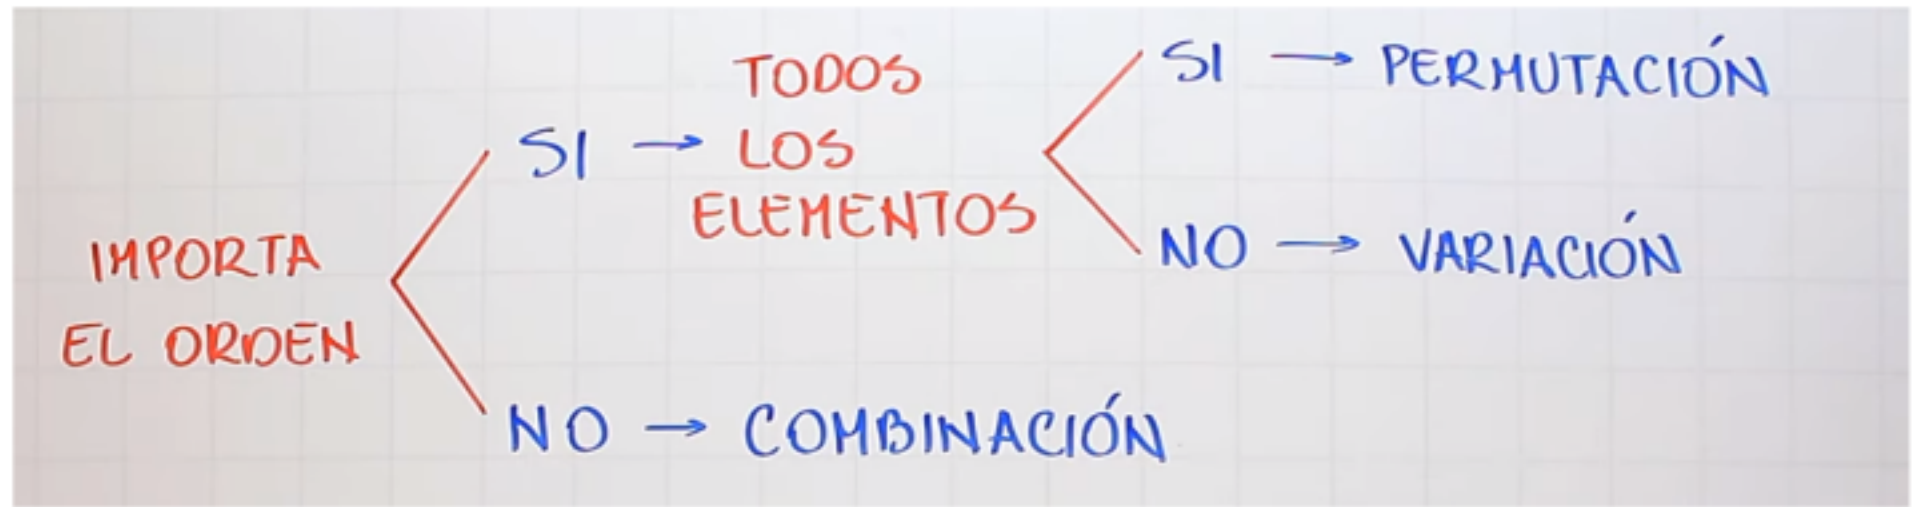 IMPORTA
EL ORDEN
SI →
TODOS
LOS
ELEMENTOS
SI → PERMUTACIÓN
NO → VARIACIÓN
NO → COMBINACIÓN